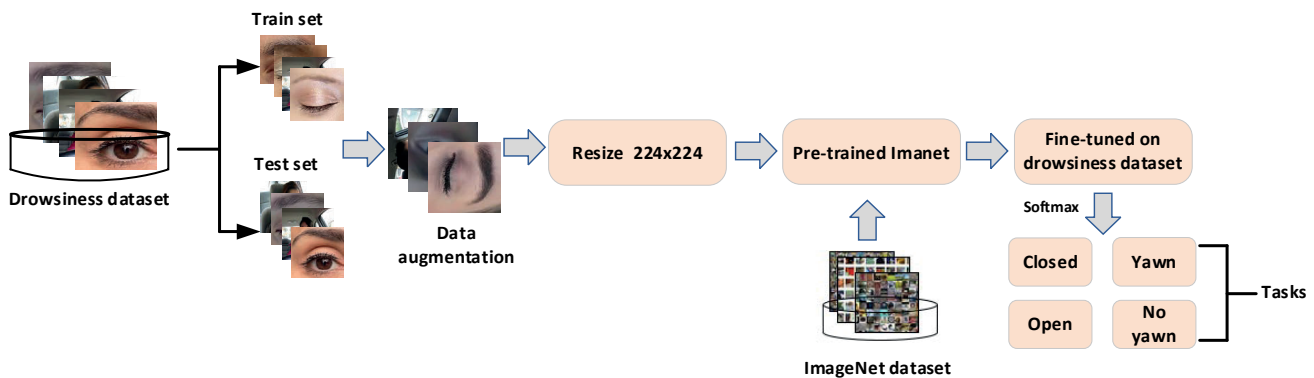 Train set
Drowsiness dataset
Test set
Data
augmentation
Resize 224x224
Pre-trained Imanet
ImageNet dataset
Fine-tuned on
drowsiness dataset
Softmax
Closed
Yawn
Open
No
yawn
Tasks